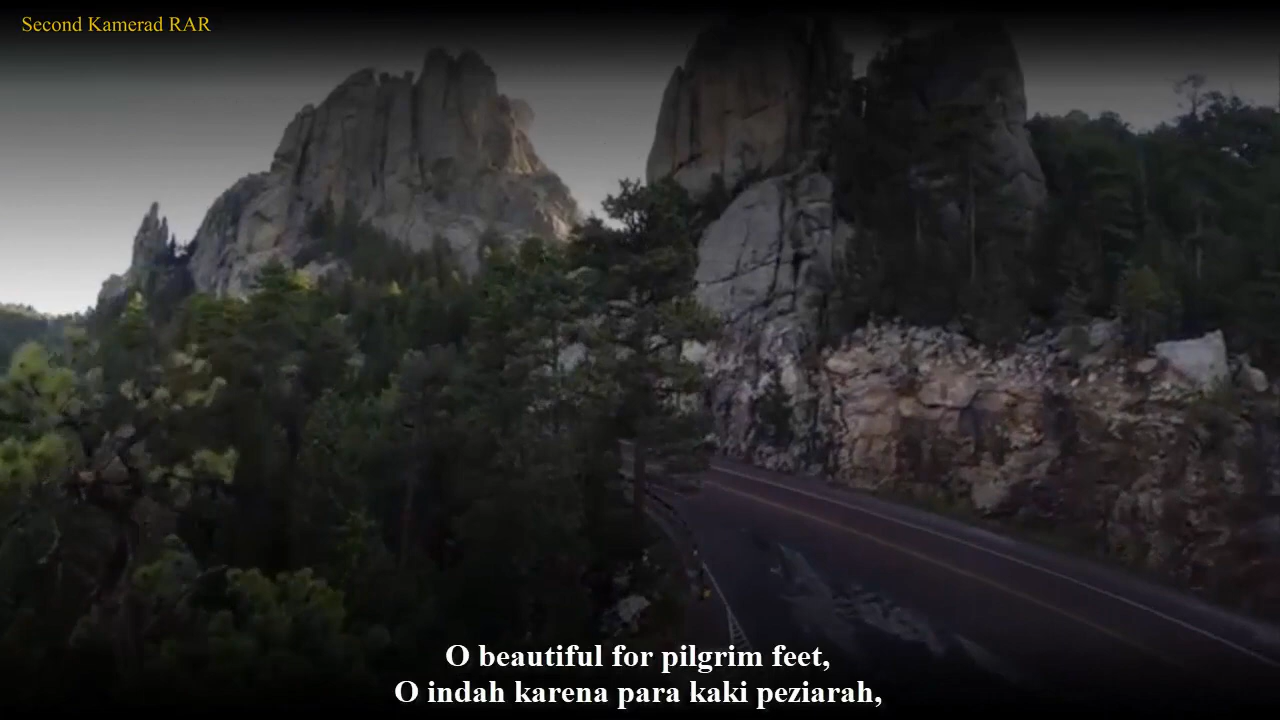 Second Kamerad RAR
O beautiful for pilgrim feet,
O indah karena para kaki peziarah,